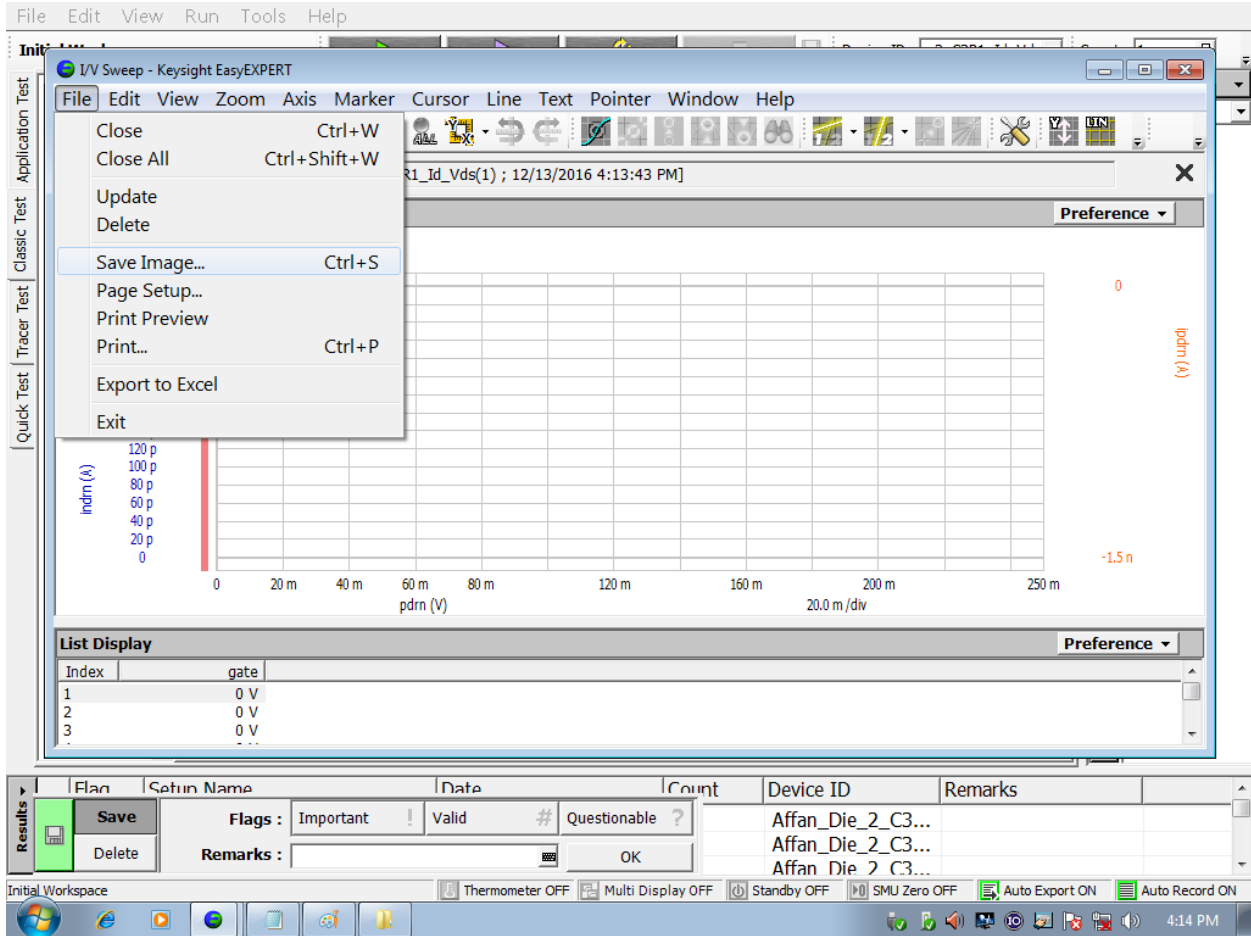 File Edit View Run Tools Help
I/V Sweep - Keysight EasyEXPERT
File Edit View Zoom Axis Marker Cursor Line Text Pointer Window Help
Close Ctrl+W
Close All Ctrl+Shift+W
Update
Delete
Save Image... Ctrl+S
Page Setup...
Print Preview
Print... Ctrl+P
Export to Excel
Exit
R1_Id_Vds(1) ; 12/13/2016 4:13:43 PM]
Preference
Application Test
Classic Test
Tracer Test
Quick Test
0
ipdrn (A)
-1.5 n
indrn (A)
120 p
100 p
80 p
60 p
40 p
20 p
0
0 20 m 40 m 60 m 80 m 120 m 160 m 200 m 250 m
pdrn (V) 20.0 m /div
List Display Preference
Index gate
1 0 V
2 0 V
3 0 V
Results
Flag Setup Name Date Count Device ID Remarks
Save Flags : Important ! Valid # Questionable ?
Delete Remarks : OK
Affan_Die_2_C3...
Affan_Die_2_C3...
Affan_Die_2_C3...
Initial Workspace Thermometer OFF Multi Display OFF Standby OFF SMU Zero OFF Auto Export ON Auto Record ON
4:14 PM